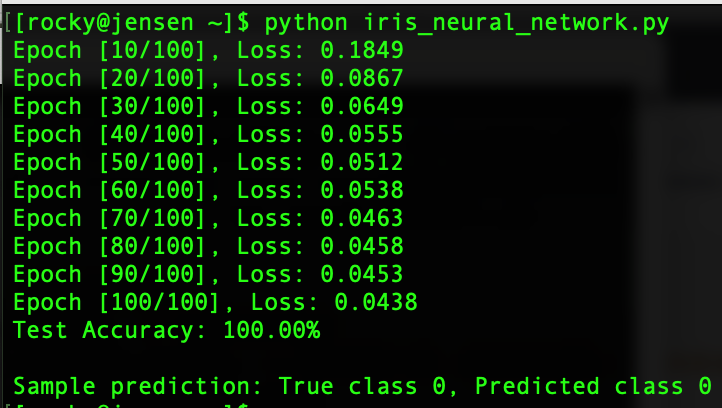 [[rocky@jensen ~]$ python iris_neural_network.py
Epoch [10/100], Loss: 0.1849
Epoch [20/100], Loss: 0.0867
Epoch [30/100], Loss: 0.0649
Epoch [40/100], Loss: 0.0555
Epoch [50/100], Loss: 0.0512
Epoch [60/100], Loss: 0.0538
Epoch [70/100], Loss: 0.0463
Epoch [80/100], Loss: 0.0458
Epoch [90/100], Loss: 0.0453
Epoch [100/100], Loss: 0.0438
Test Accuracy: 100.00%
Sample prediction: True class 0, Predicted class 0